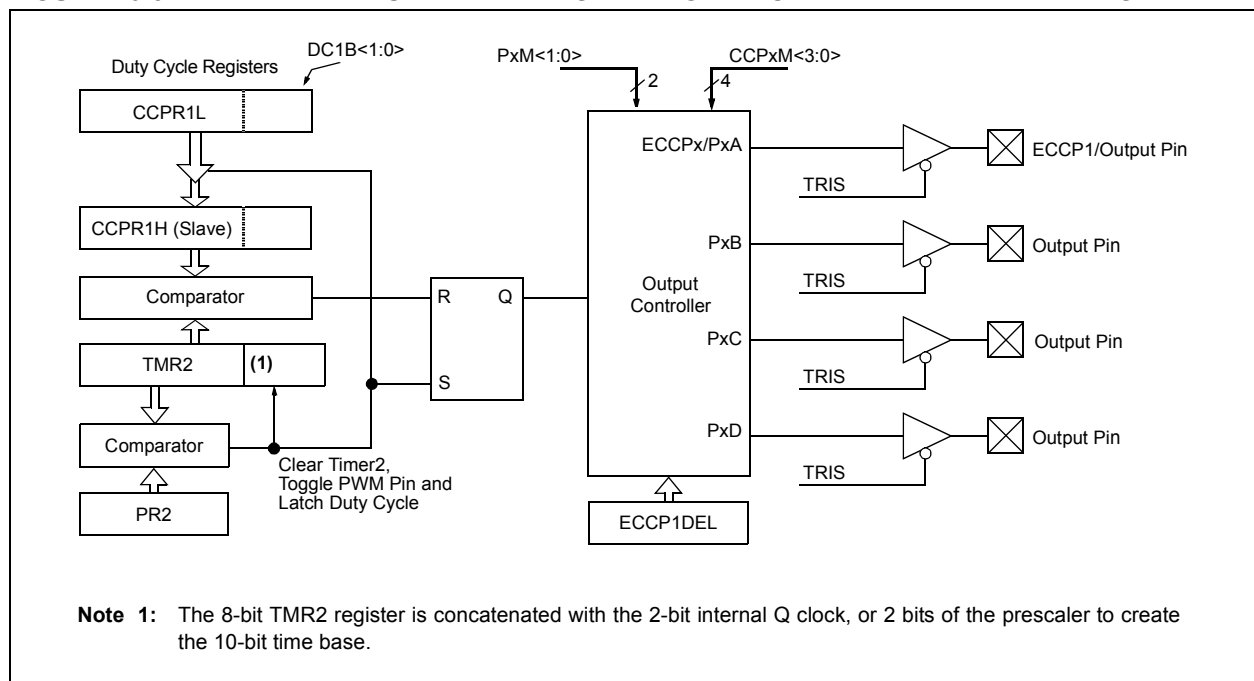 DC1B<1:0>
Duty Cycle Registers
CCPR1L
CCPR1H (Slave)
Comparator
TMR2
(1)
Comparator
PR2
Clear Timer2,
Toggle PWM Pin and
Latch Duty Cycle
R
Q
S
PxM<1:0>
2
CCPxM<3:0>
4
Output
Controller
ECCPx/PxA
PxB
PxC
PxD
ECCP1DEL
TRIS
ECCP1/Output Pin
TRIS
Output Pin
TRIS
Output Pin
TRIS
Output Pin
Note 1: The 8-bit TMR2 register is concatenated with the 2-bit internal Q clock, or 2 bits of the prescaler to create
the 10-bit time base.